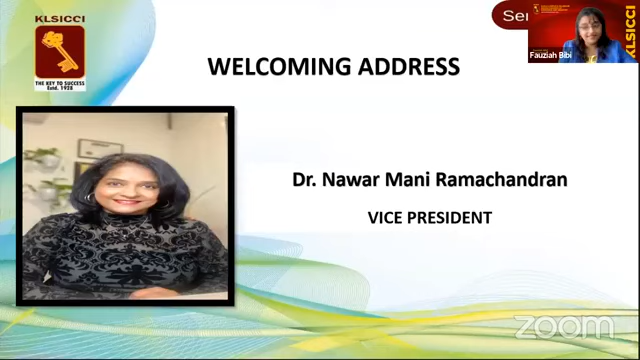 KLSICCI
THE KEY TO SUCCESS
Estd. 1928
Fauziah Bibi
KLSICCI
WELCOMING ADDRESS
Dr. Nawar Mani Ramachandran
VICE PRESIDENT
zoom